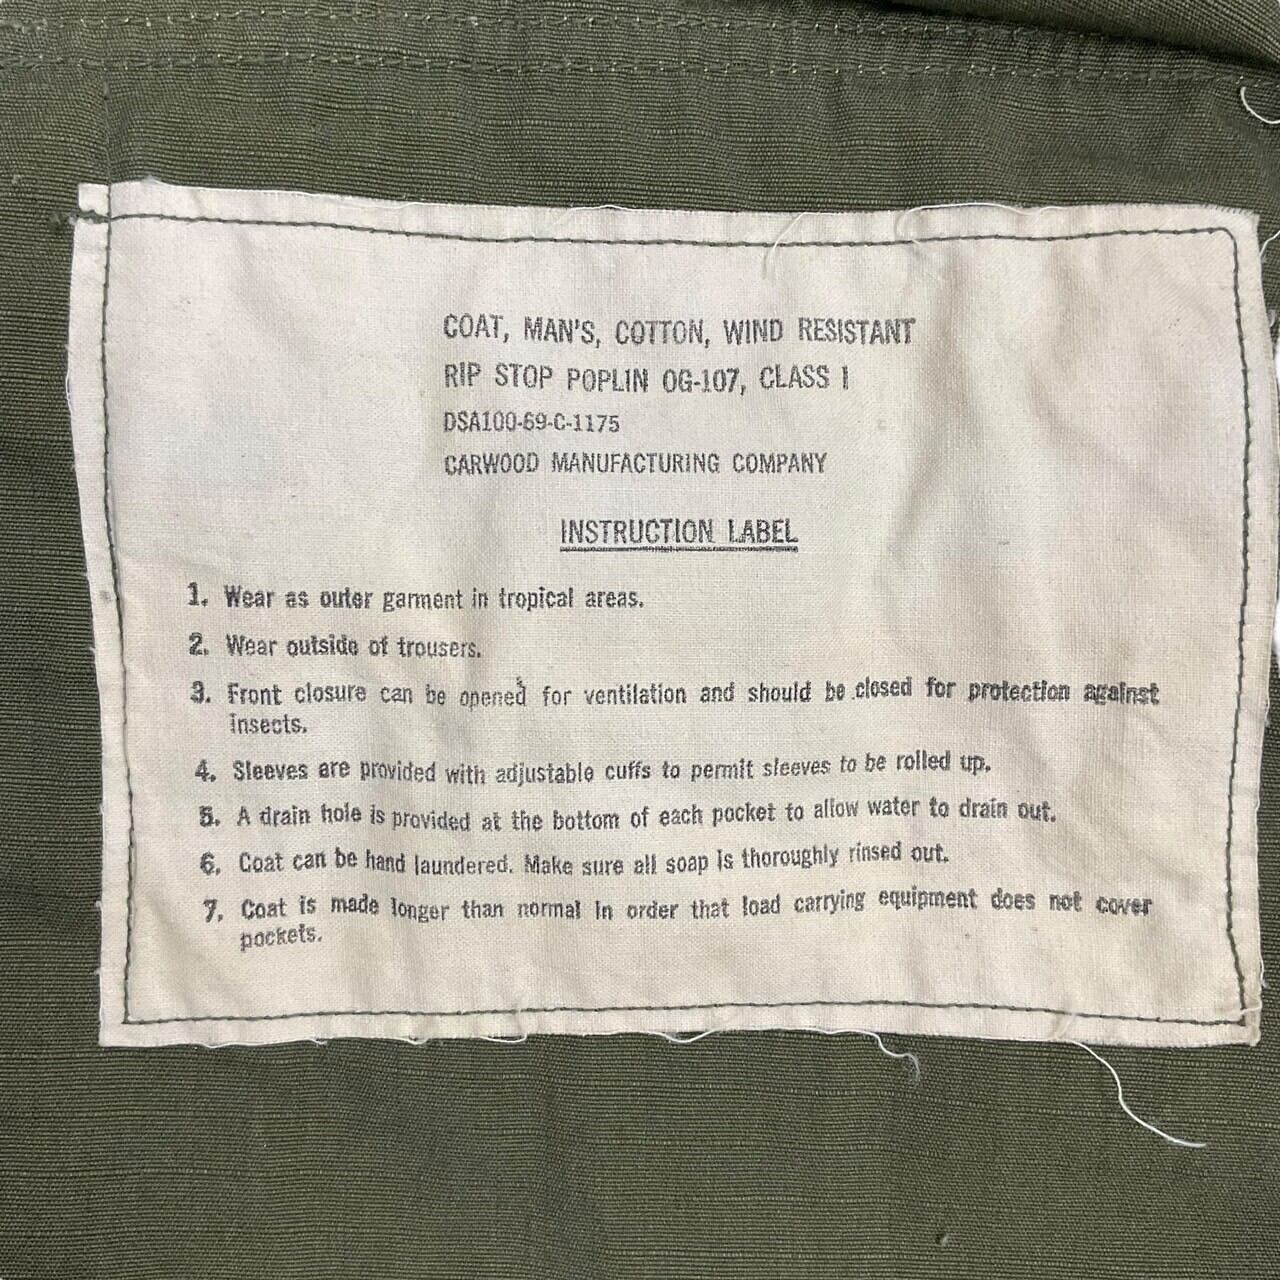 COAT, MAN'S, COTTON, WIND RESISTANT
RIP STOP POPLIN OG-107, CLASS I
DSA100-69-C-1175
CARWOOD MANUFACTURING COMPANY
INSTRUCTION LABEL
1. Wear as outer garment in tropical areas.
2. Wear outside of trousers.
3. Front closure can be opened for ventilation and should be closed for protection against
insects.
4. Sleeves are provided with adjustable cuffs to permit sleeves to be rolled up.
5. A drain hole is provided at the bottom of each pocket to allow water to drain out.
6. Coat can be hand laundered. Make sure all soap is thoroughly rinsed out.
7. Coat is made longer than normal in order that load carrying equipment does not cover
pockets.